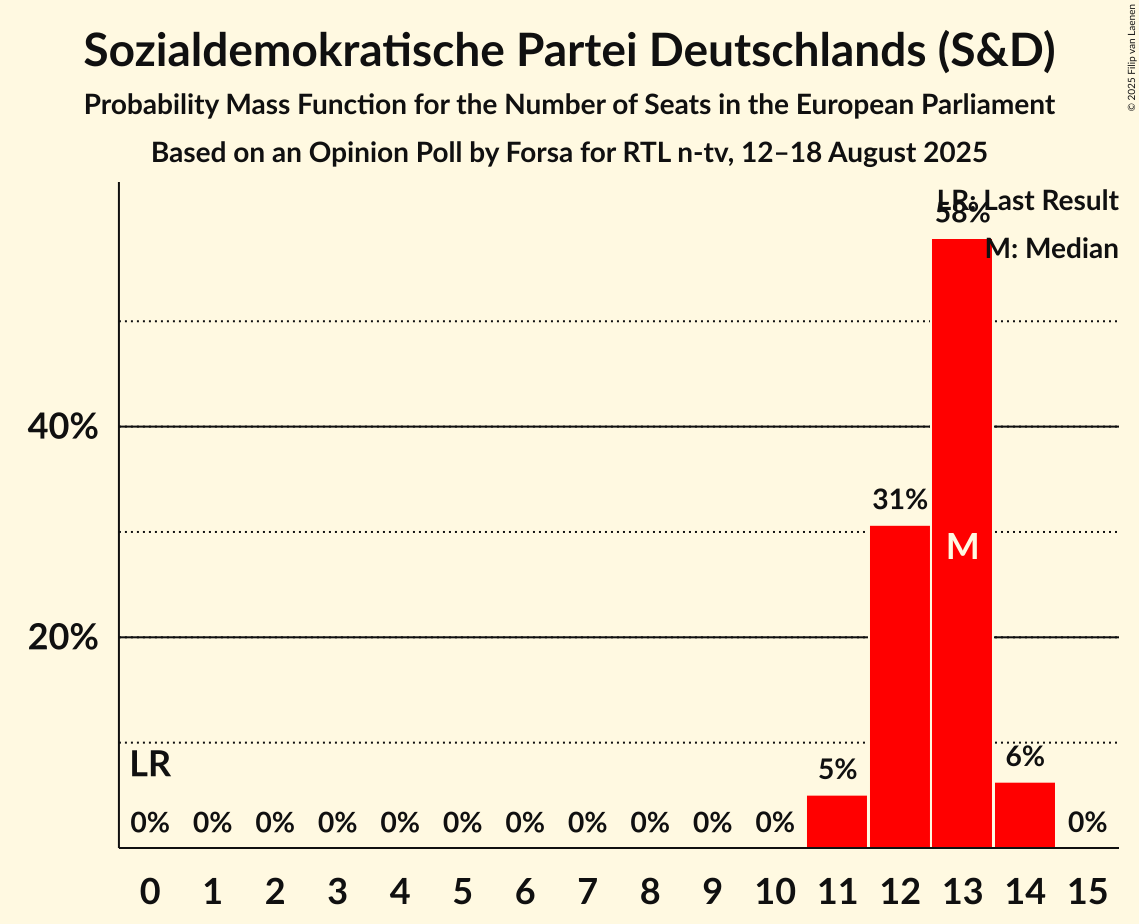 Sozialdemokratische Partei Deutschlands (S&D)
Probability Mass Function for the Number of Seats in the European Parliament
Based on an Opinion Poll by Forsa for RTL n-tv, 12–18 August 2025
© 2025 Filip van Laenen
LR: Last Result
58%
M: Median
40%
31%
M
20%
LR
6%
5%
0% 0% 0% 0% 0% 0% 0% 0% 0% 0% 0% 0%
0 1 2 3 4 5 6 7 8 9 10 11 12 13 14 15